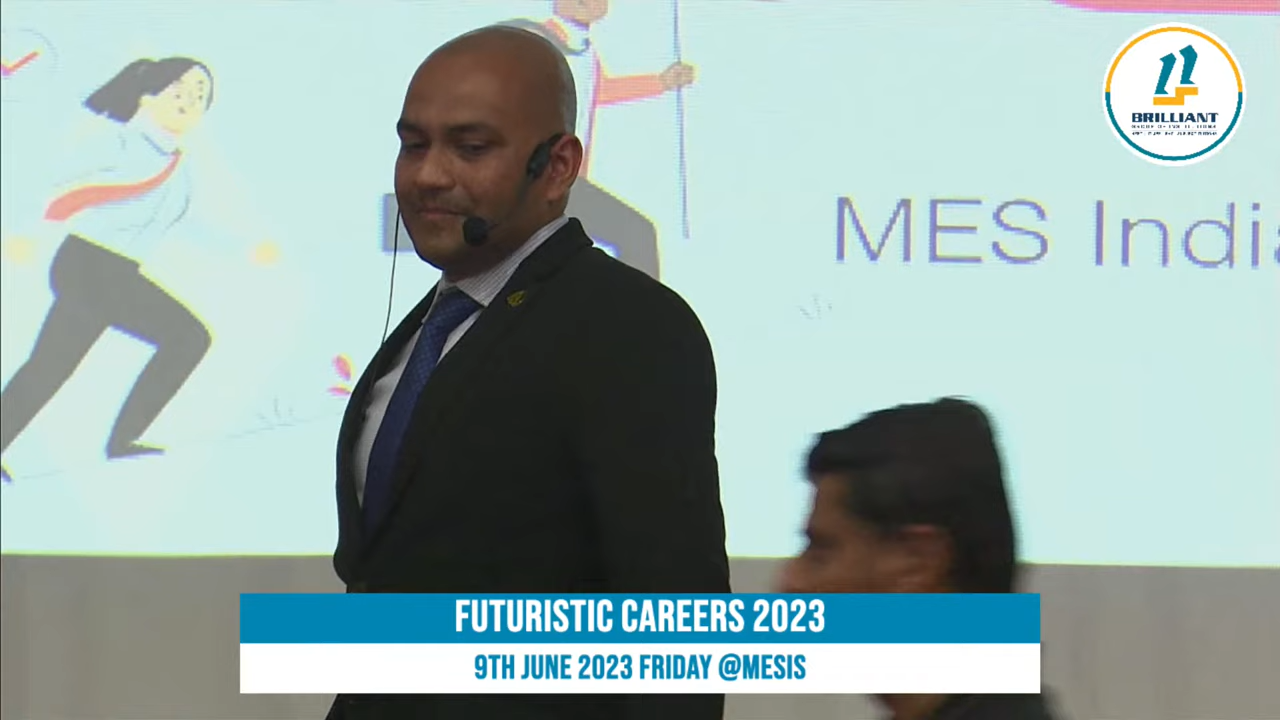 BRILLIANT
MES Indi
FUTURISTIC CAREERS 2023
9TH JUNE 2023 FRIDAY @MESIS